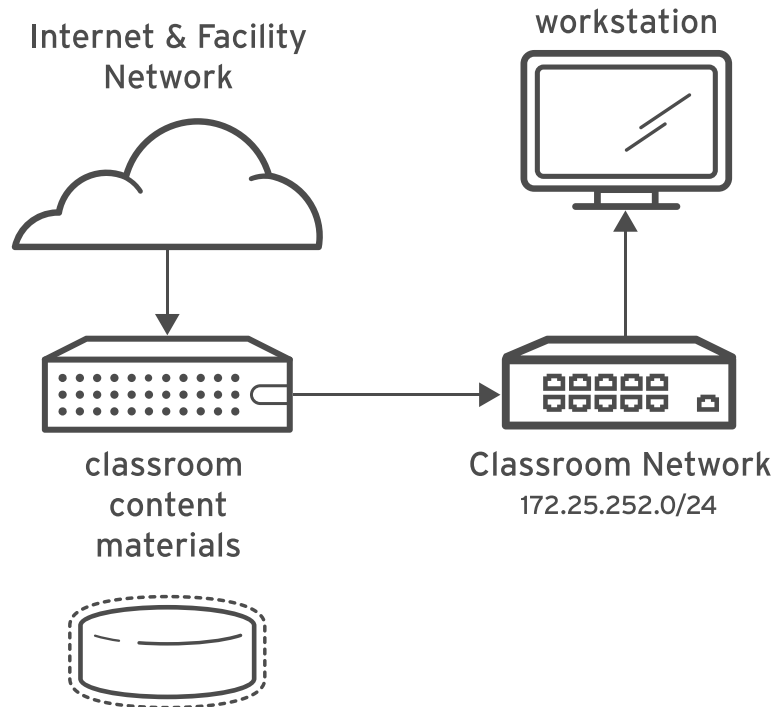 Internet & Facility
Network
workstation
classroom
content
materials
Classroom Network
172.25.252.0/24